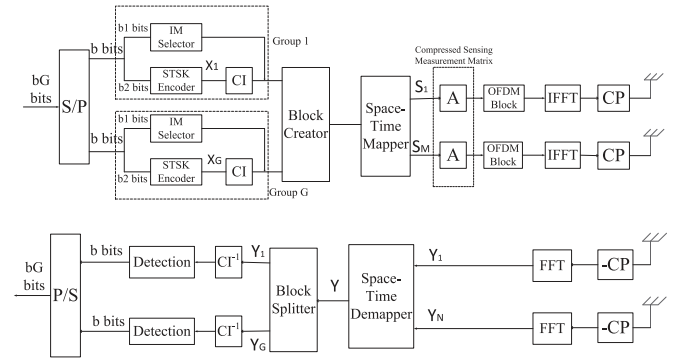 b1 bits
IM
Selector
Group 1
b bits
X1
b2 bits
STSK
Encoder
CI
bG
bits
S/P
b bits
b1 bits
IM
Selector
XG
b2 bits
STSK
Encoder
CI
Group G
Block
Creator
Space-
Time
Mapper
Compressed Sensing
Measurement Matrix
S1
A
OFDM
Block
IFFT
CP
SM
A
OFDM
Block
IFFT
CP
bG
bits
P/S
b bits
Detection
CI-1
Y1
b bits
Detection
CI-1
YG
Block
Splitter
Y
Space-
Time
Demapper
Y1
FFT
-CP
YN
FFT
-CP